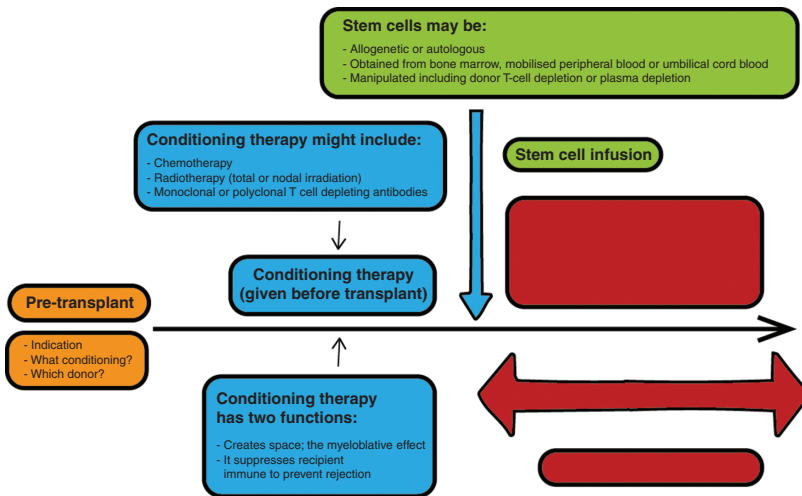 Stem cells may be:
- Allogenetic or autologous
- Obtained from bone marrow, mobilised peripheral blood or umbilical cord blood
- Manipulated including donor T-cell depletion or plasma depletion
Conditioning therapy might include:
- Chemotherapy
- Radiotherapy (total or nodal irradiation)
- Monoclonal or polyclonal T cell depleting antibodies
Stem cell infusion
Conditioning therapy
(given before transplant)
Pre-transplant
- Indication
- What conditioning?
- Which donor?
Conditioning therapy
has two functions:
- Creates space; the myeloblative effect
- It suppresses recipient
immune to prevent rejection